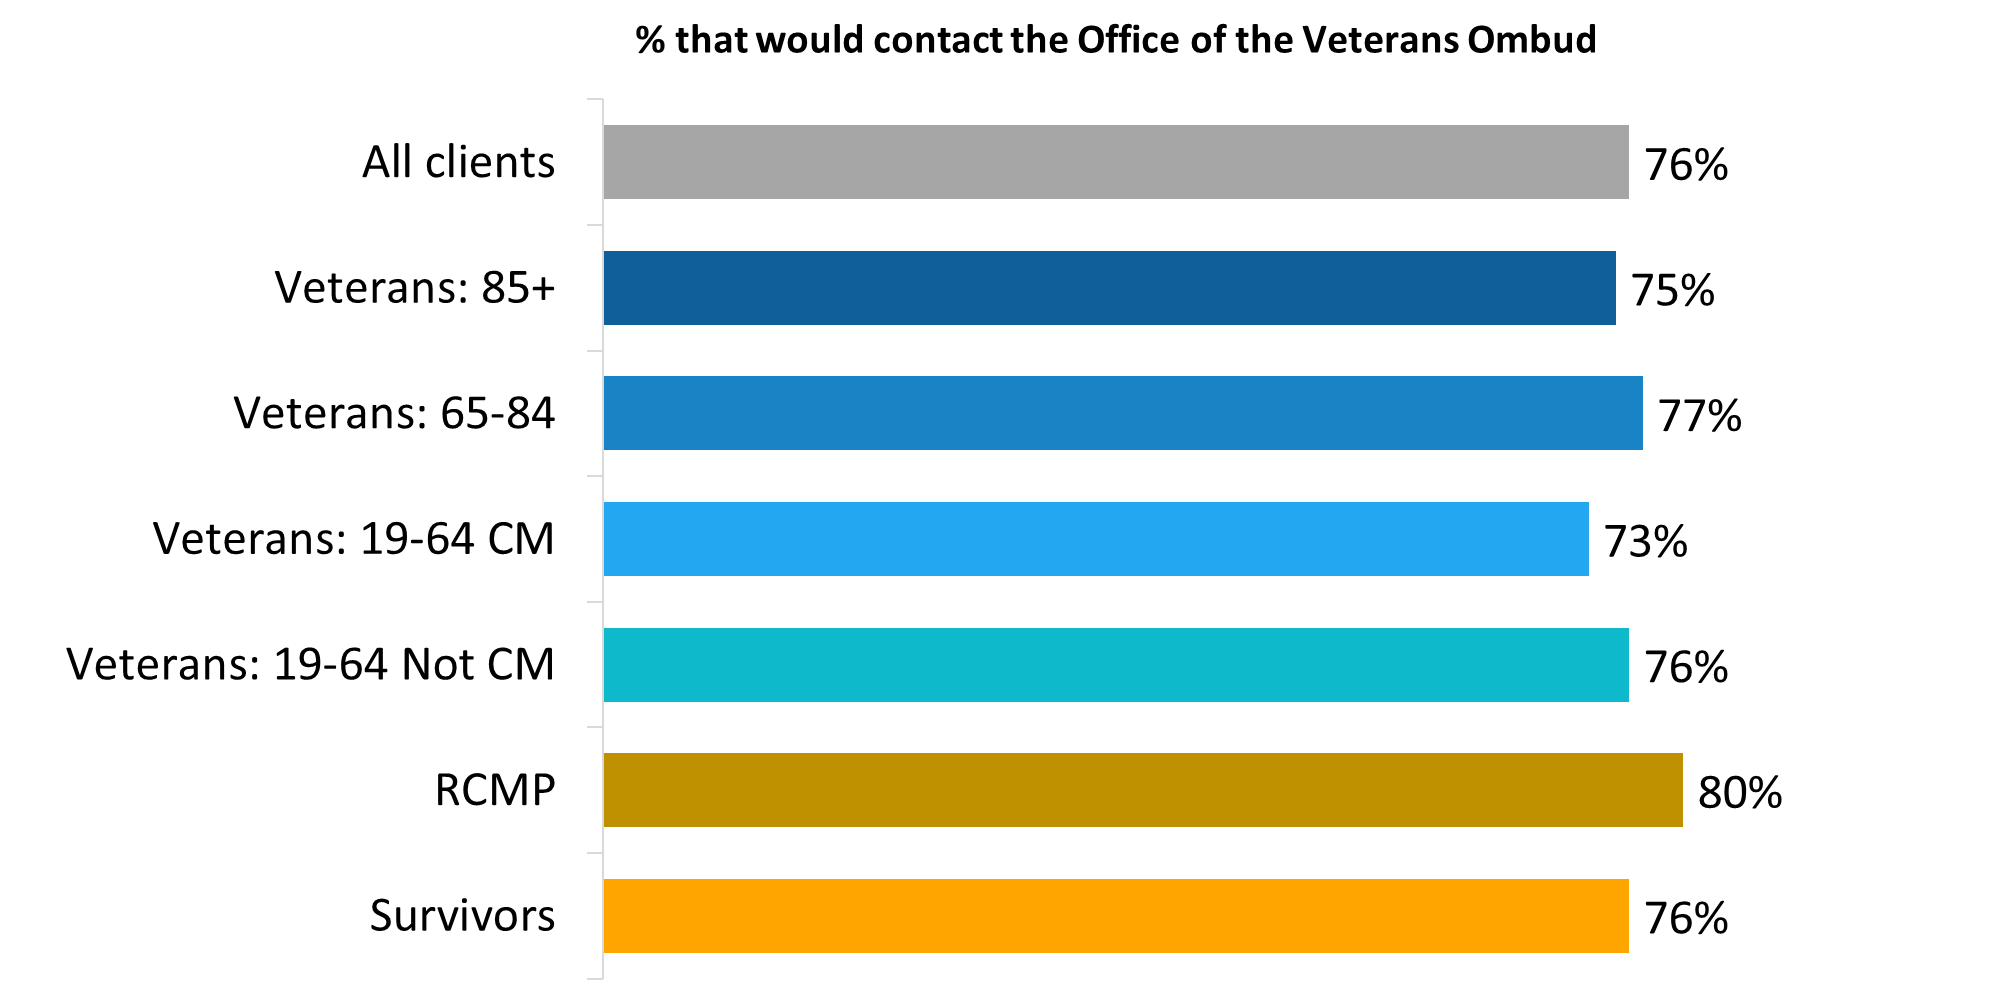 % that would contact the Office of the Veterans Ombud
All clients 76%
Veterans: 85+ 75%
Veterans: 65-84 77%
Veterans: 19-64 CM 73%
Veterans: 19-64 Not CM 76%
RCMP 80%
Survivors 76%